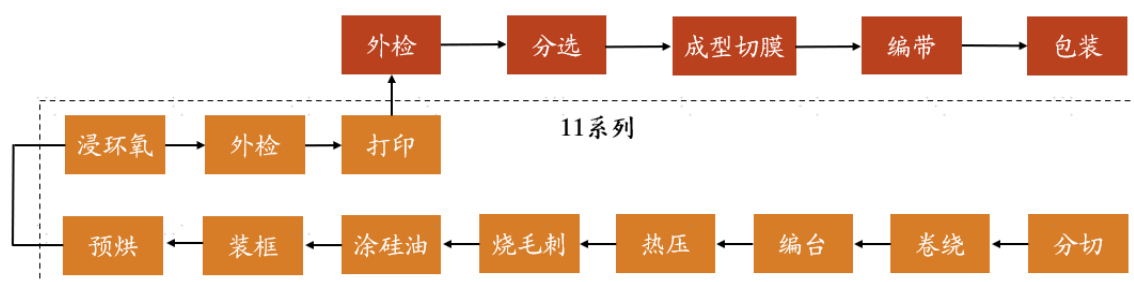 外检
分选
成型切膜
编带
包装
11系列
浸环氧
外检
打印
预烘
装框
涂硅油
烧毛刺
热压
编台
卷绕
分切